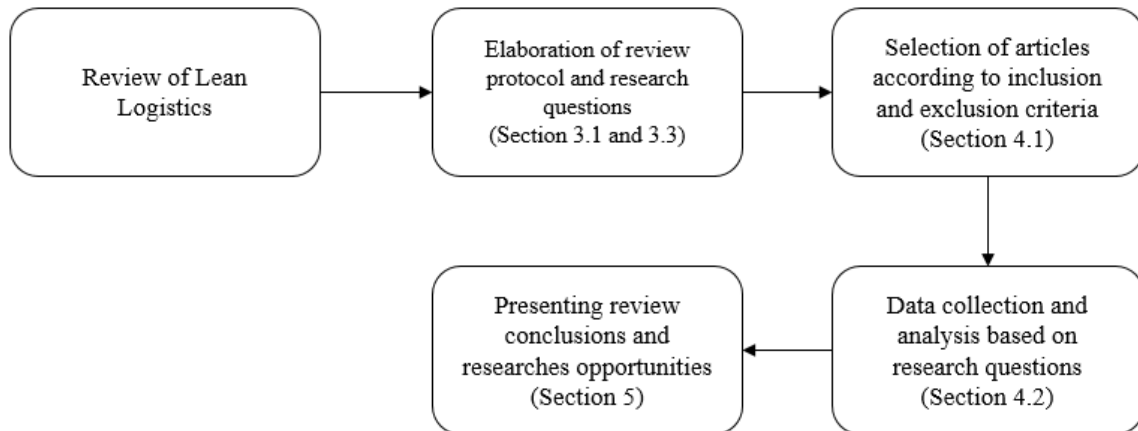 Review of Lean
Logistics
Elaboration of review
protocol and research
questions
(Section 3.1 and 3.3)
Selection of articles
according to inclusion
and exclusion criteria
(Section 4.1)
Data collection and
analysis based on
research questions
(Section 4.2)
Presenting review
conclusions and
researches opportunities
(Section 5)